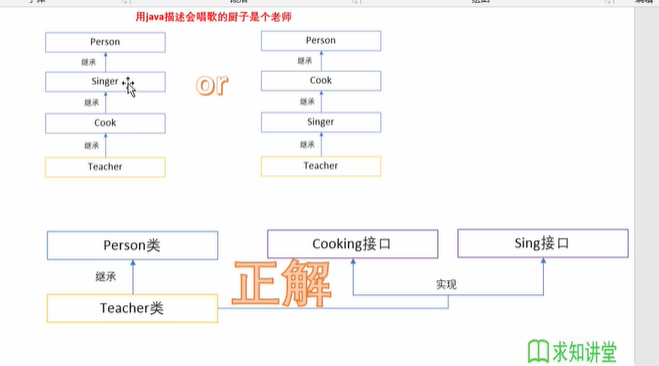 用java描述会唱歌的厨子是个老师
Person
继承
Singer
继承
Cook
继承
Teacher
or
Person
继承
Cook
继承
Singer
继承
Teacher
Person类
继承
Teacher类
正解
Cooking接口
Sing接口
实现
求知讲堂